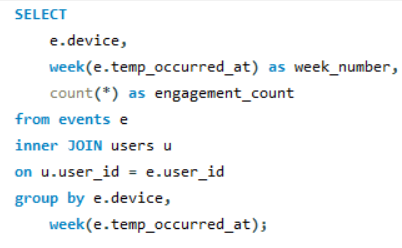 SELECT
e.device,
week(e.temp_occurred_at) as week_number,
count(*) as engagement_count
from events e
inner JOIN users u
on u.user_id = e.user_id
group by e.device,
week(e.temp_occurred_at);